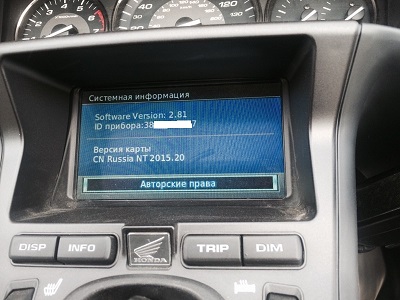 Системная информация
Software Version: 2.81
ID прибора:38 7
Версия карты
CN Russia NT 2015.20
Авторские права
DISP INFO HONDA TRIP DIM